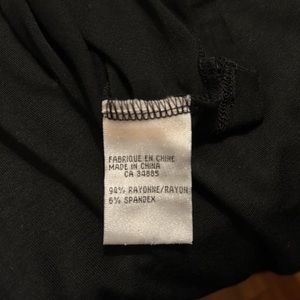 FABRIQUE EN CHINE
MADE IN CHINA
CA 34885
94% RAYONNE/RAYON
6% SPANDEX